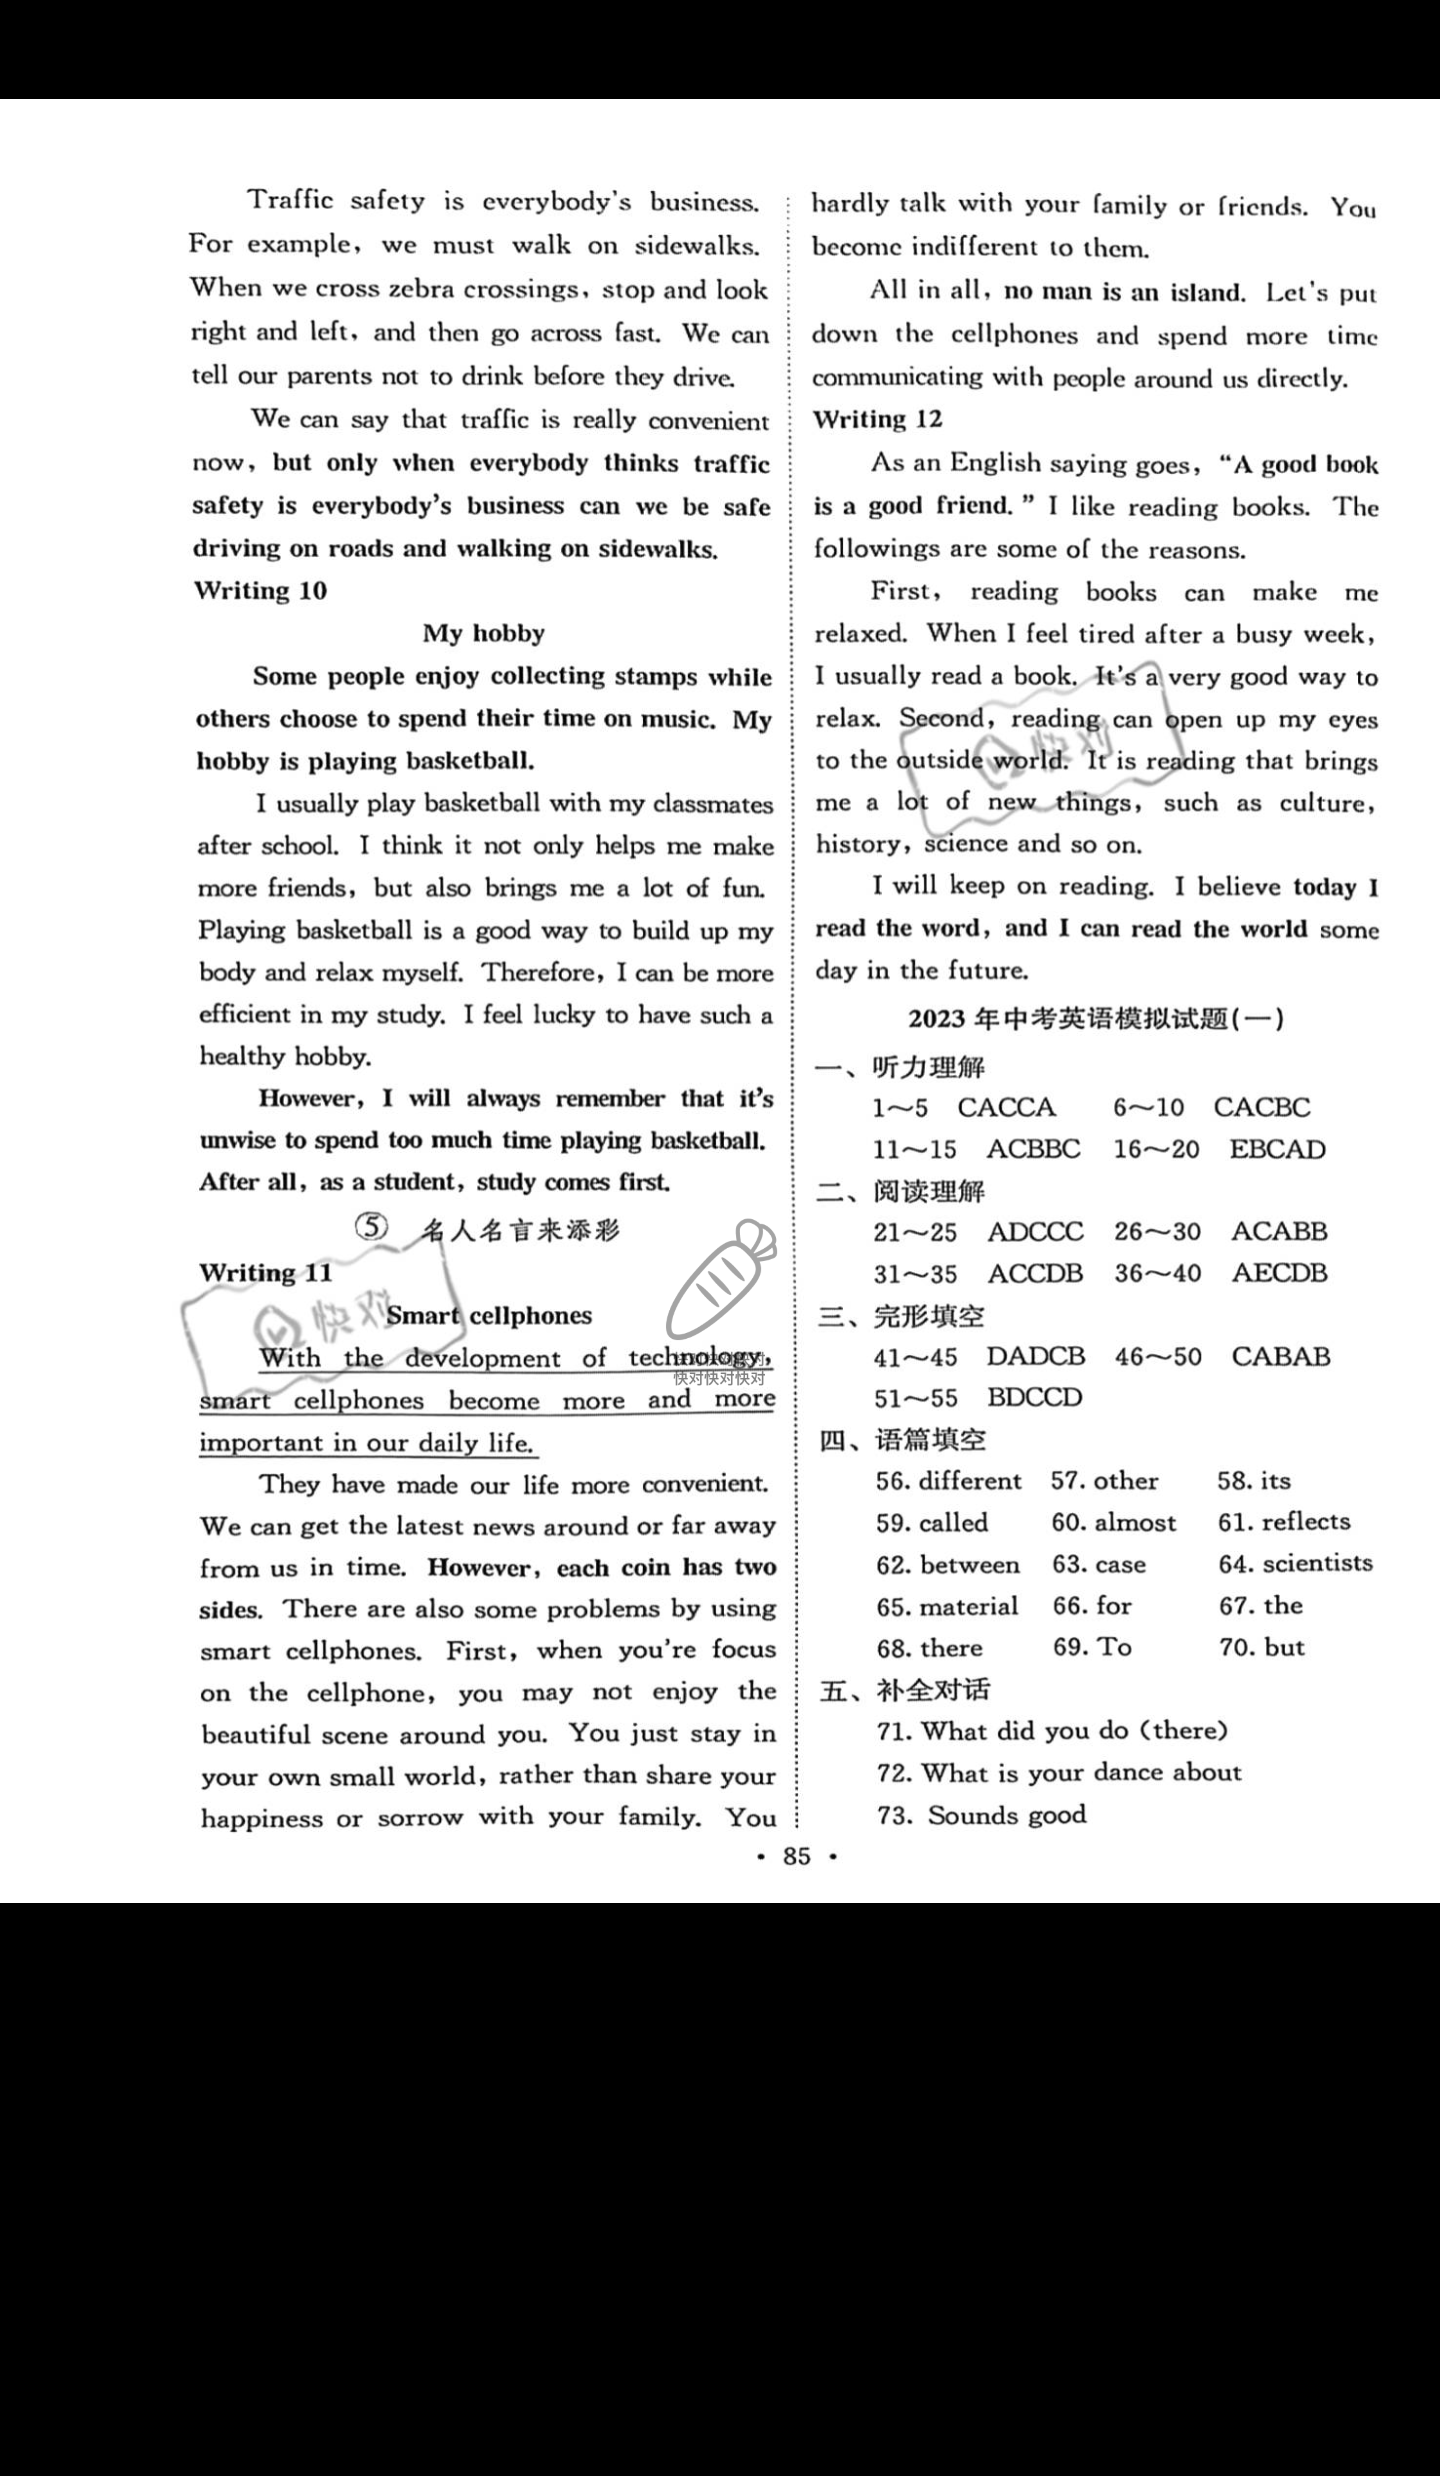 Traffic safety is everybody's business.
For example, we must walk on sidewalks.
When we cross zebra crossings, stop and look
right and left, and then go across fast. We can
tell our parents not to drink before they drive.
We can say that traffic is really convenient
now, but only when everybody thinks traffic
safety is everybody's business can we be safe
driving on roads and walking on sidewalks.
Writing 10
My hobby
Some people enjoy collecting stamps while
others choose to spend their time on music. My
hobby is playing basketball.
I usually play basketball with my classmates
after school. I think it not only helps me make
more friends, but also brings me a lot of fun.
Playing basketball is a good way to build up my
body and relax myself. Therefore, I can be more
efficient in my study. I feel lucky to have such a
healthy hobby.
However, I will always remember that it's
unwise to spend too much time playing basketball.
After all, as a student, study comes first.
⑤ 名人名言来添彩
Writing 11
Smart cellphones
With the development of technology,
smart cellphones become more and more
important in our daily life.
They have made our life more convenient.
We can get the latest news around or far away
from us in time. However, each coin has two
sides. There are also some problems by using
smart cellphones. First, when you're focus
on the cellphone, you may not enjoy the
beautiful scene around you. You just stay in
your own small world, rather than share your
happiness or sorrow with your family. You
hardly talk with your family or friends. You
become indifferent to them.
All in all, no man is an island. Let's put
down the cellphones and spend more time
communicating with people around us directly.
Writing 12
As an English saying goes, “A good book
is a good friend.” I like reading books. The
followings are some of the reasons.
First, reading books can make me
relaxed. When I feel tired after a busy week,
I usually read a book. It's a very good way to
relax. Second, reading can open up my eyes
to the outside world. It is reading that brings
me a lot of new things, such as culture,
history, science and so on.
I will keep on reading. I believe today I
read the word, and I can read the world some
day in the future.
2023 年中考英语模拟试题(一)
一、听力理解
1～5 CACCA 6～10 CACBC
11～15 ACBBC 16～20 EBCAD
二、阅读理解
21～25 ADCCC 26～30 ACABB
31～35 ACCDB 36～40 AECDB
三、完形填空
41～45 DADCB 46～50 CABAB
51～55 BDCCD
四、语篇填空
56. different 57. other 58. its
59. called 60. almost 61. reflects
62. between 63. case 64. scientists
65. material 66. for 67. the
68. there 69. To 70. but
五、补全对话
71. What did you do (there)
72. What is your dance about
73. Sounds good
· 85 ·
快对
快对
快对快对快对
快对快对快对